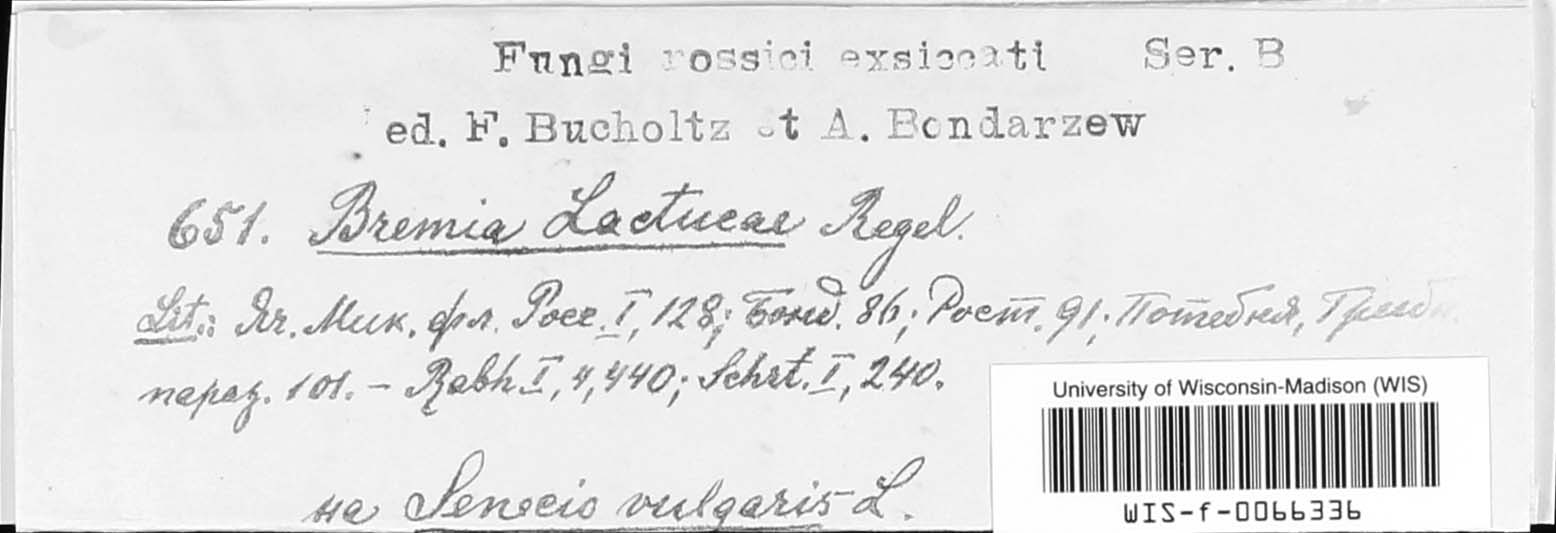 Fungi rossici exsiccati Ser. B
ed. F. Bucholtz et A. Bondarzew
651. Bremia Lactucae Regel.
Lit.: Яч. Мик. фл. Росс. I, 128; Бонд. 86; Рост. 91; Потебня, Грибн.
параз. 101. – Rabh. I, 4, 440; Schrt. I, 240.
на Senecio vulgaris L.
University of Wisconsin-Madison (WIS)
WIS-f-0066336